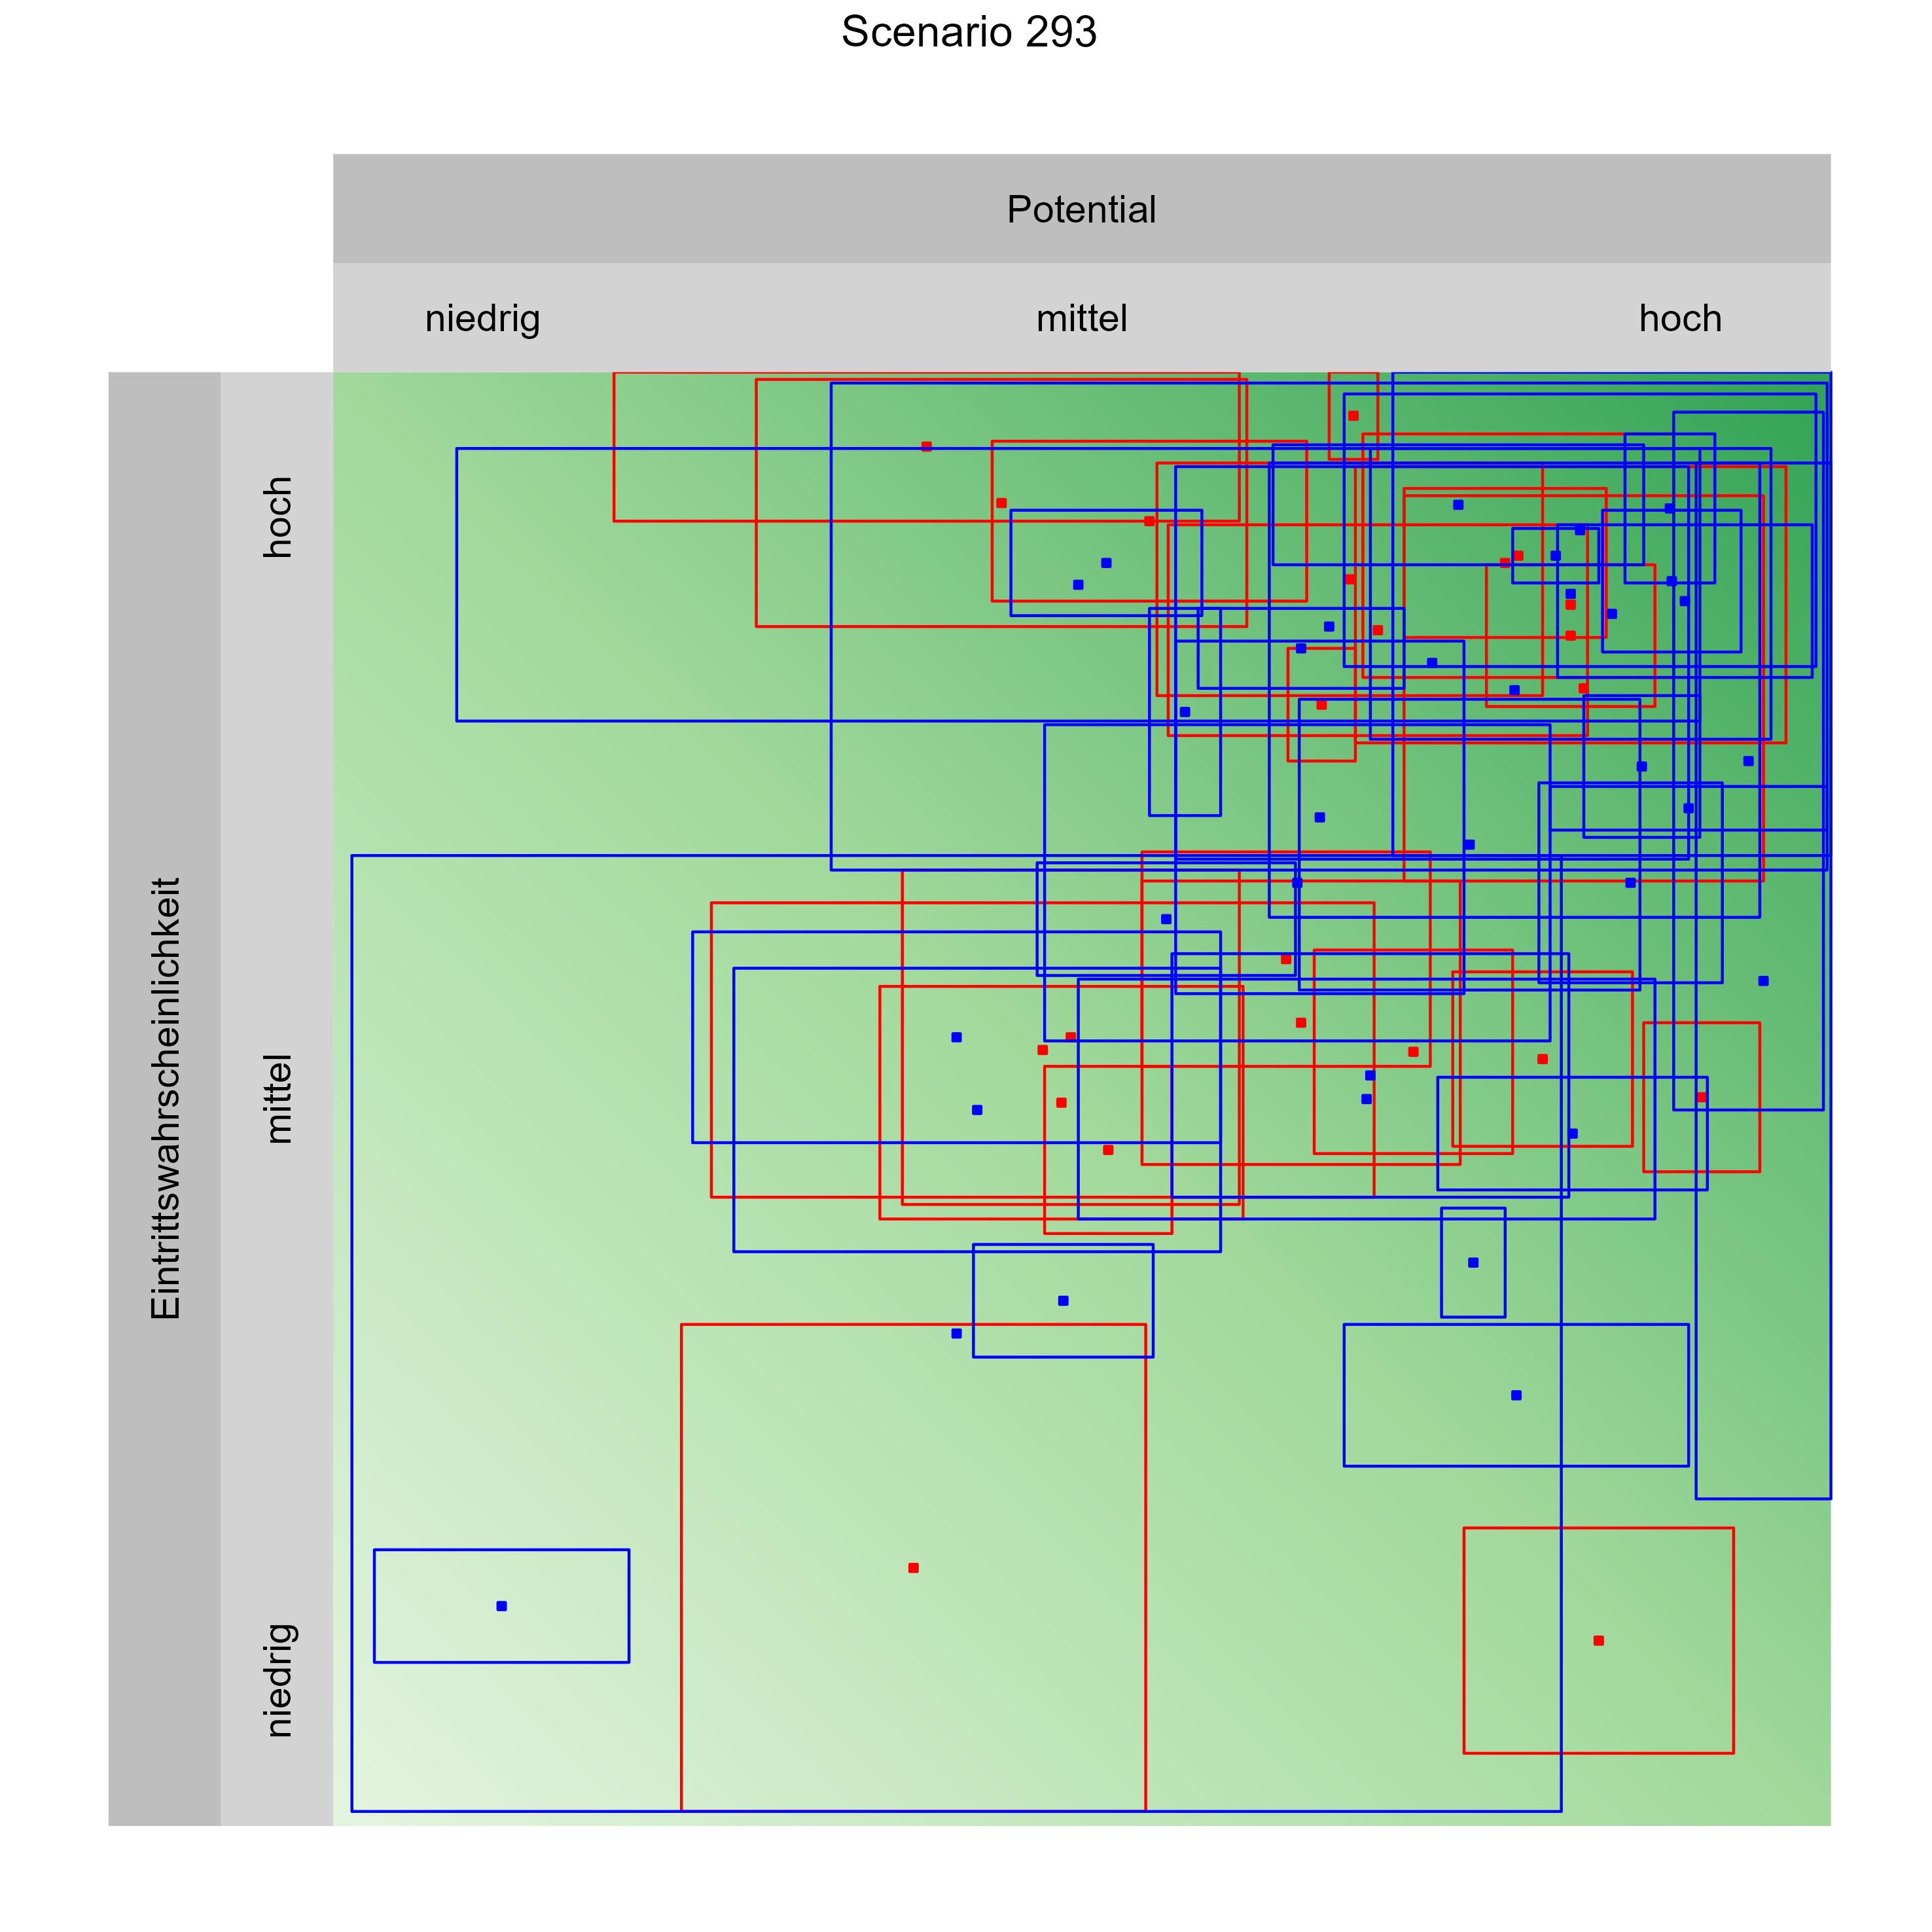 Scenario 293
Potential
niedrig
mittel
hoch
Eintrittswahrscheinlichkeit
hoch
mittel
niedrig